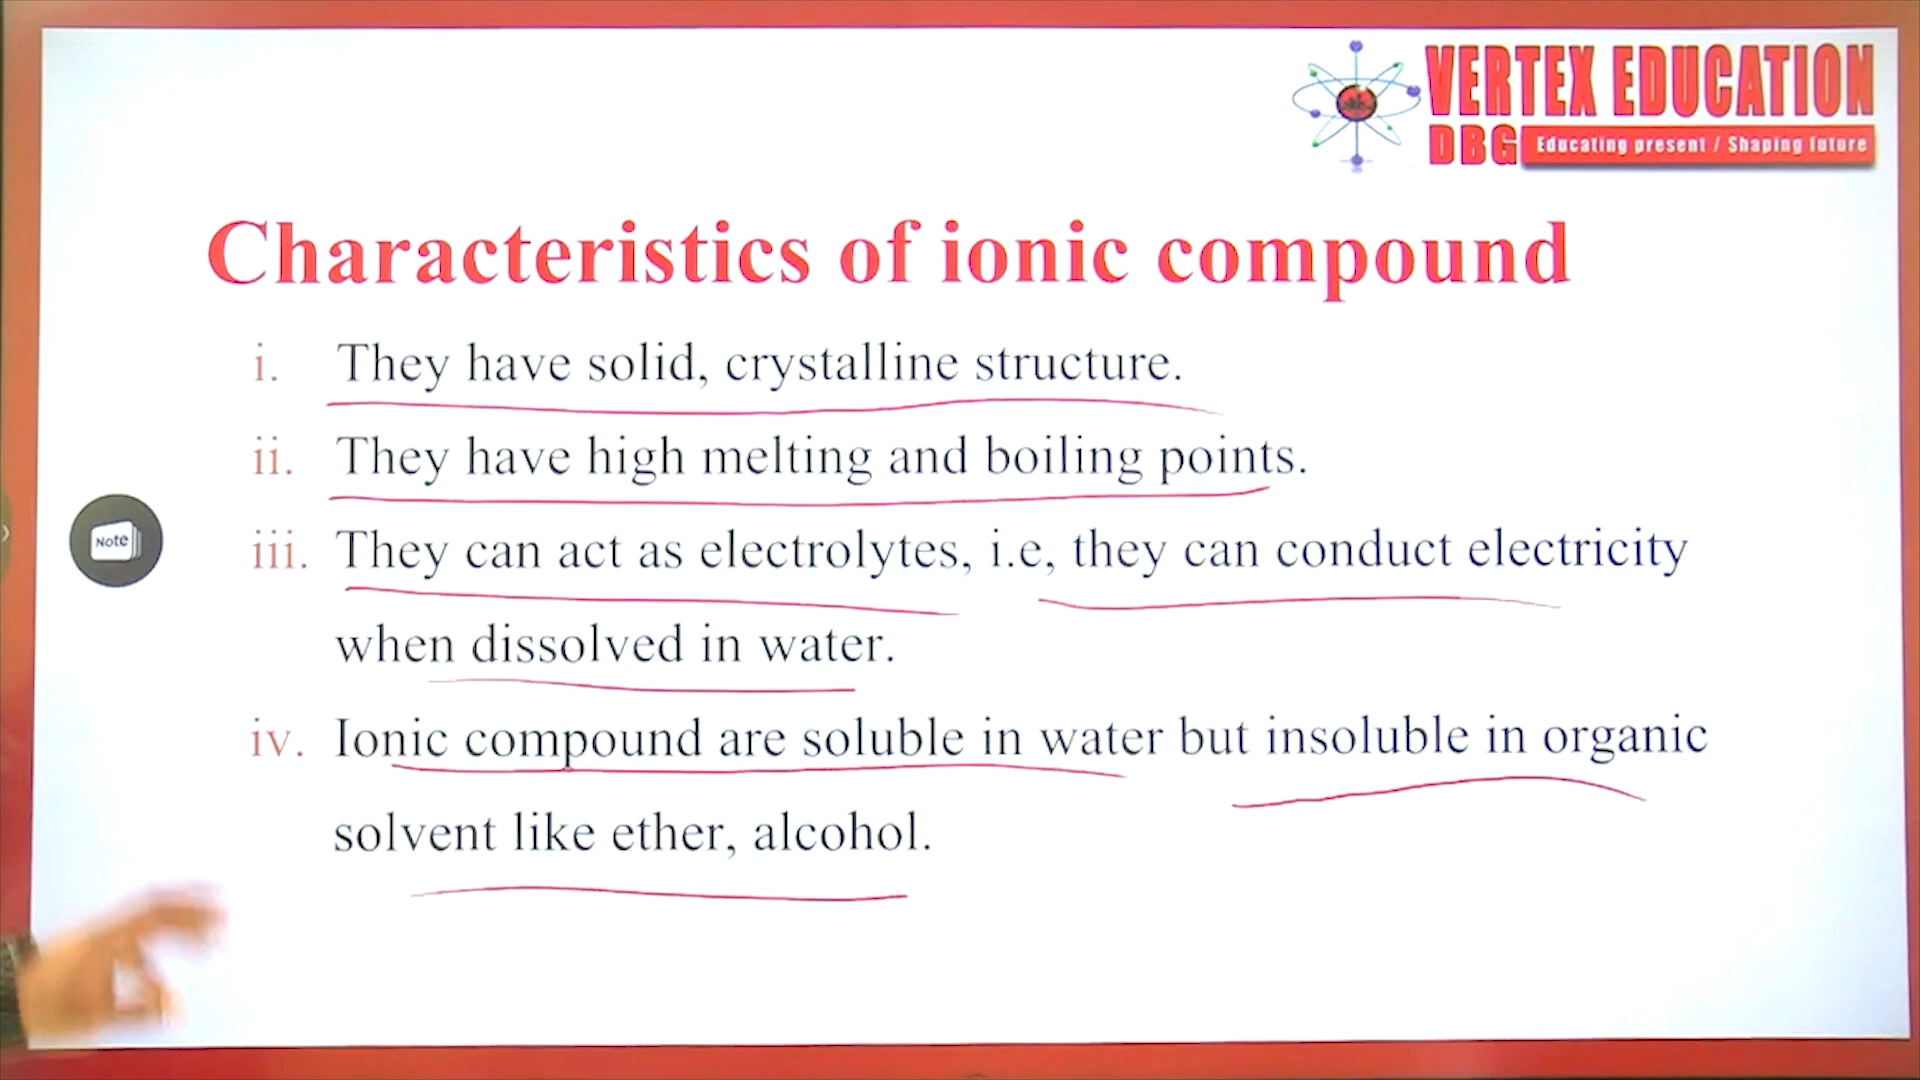 VERTEX EDUCATION
DBG Educating present / Shaping future
Characteristics of ionic compound
i. They have solid, crystalline structure.
ii. They have high melting and boiling points.
Note
iii. They can act as electrolytes, i.e, they can conduct electricity
when dissolved in water.
iv. Ionic compound are soluble in water but insoluble in organic
solvent like ether, alcohol.